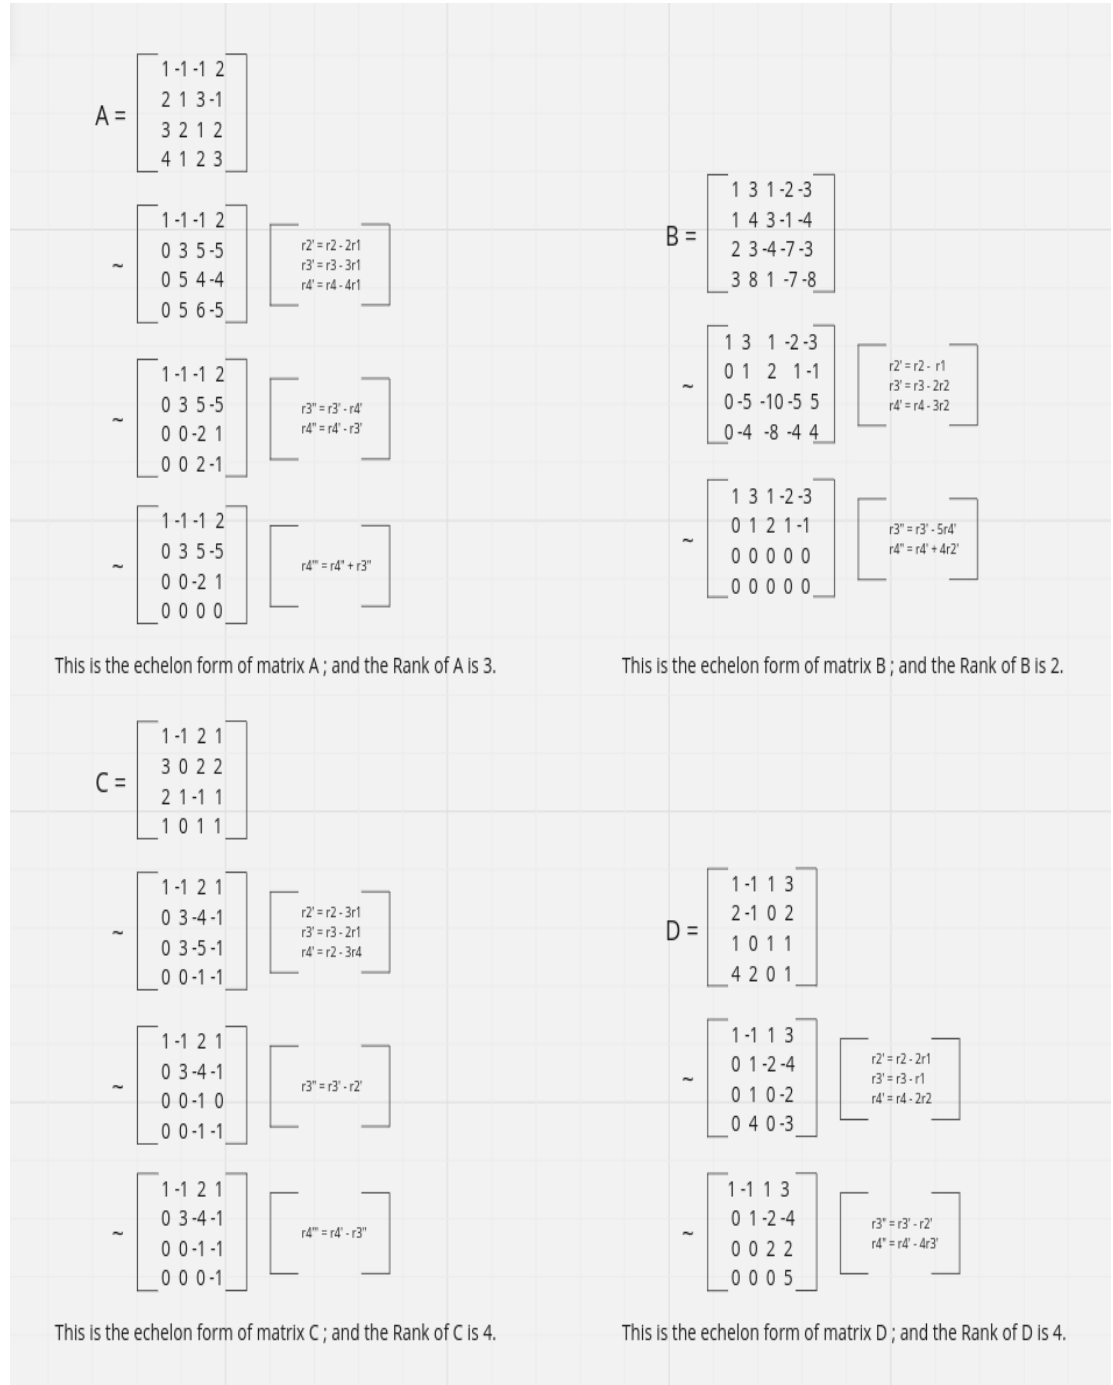 A =
1 -1 -1 2
2 1 3 -1
3 2 1 2
4 1 2 3
~
1 -1 -1 2
0 3 5 -5
0 5 4 -4
0 5 6 -5
r2' = r2 - 2r1
r3' = r3 - 3r1
r4' = r4 - 4r1
~
1 -1 -1 2
0 3 5 -5
0 0 -2 1
0 0 2 -1
r3" = r3' - r4'
r4" = r4' - r3'
~
1 -1 -1 2
0 3 5 -5
0 0 -2 1
0 0 0 0
r4"' = r4" + r3"
This is the echelon form of matrix A ; and the Rank of A is 3.
B =
1 3 1 -2 -3
1 4 3 -1 -4
2 3 -4 -7 -3
3 8 1 -7 -8
~
1 3 1 -2 -3
0 1 2 1 -1
0 -5 -10 -5 5
0 -4 -8 -4 4
r2' = r2 - r1
r3' = r3 - 2r2
r4' = r4 - 3r2
~
1 3 1 -2 -3
0 1 2 1 -1
0 0 0 0 0
0 0 0 0 0
r3" = r3' - 5r4'
r4" = r4' + 4r2'
This is the echelon form of matrix B ; and the Rank of B is 2.
C =
1 -1 2 1
3 0 2 2
2 1 -1 1
1 0 1 1
~
1 -1 2 1
0 3 -4 -1
0 3 -5 -1
0 0 -1 -1
r2' = r2 - 3r1
r3' = r3 - 2r1
r4' = r2 - 3r4
~
1 -1 2 1
0 3 -4 -1
0 0 -1 0
0 0 -1 -1
r3" = r3' - r2'
~
1 -1 2 1
0 3 -4 -1
0 0 -1 -1
0 0 0 -1
r4"' = r4' - r3"
This is the echelon form of matrix C ; and the Rank of C is 4.
D =
1 -1 1 3
2 -1 0 2
1 0 1 1
4 2 0 1
~
1 -1 1 3
0 1 -2 -4
0 1 0 -2
0 4 0 -3
r2' = r2 - 2r1
r3' = r3 - r1
r4' = r4 - 2r2
~
1 -1 1 3
0 1 -2 -4
0 0 2 2
0 0 0 5
r3" = r3' - r2'
r4" = r4' - 4r3'
This is the echelon form of matrix D ; and the Rank of D is 4.